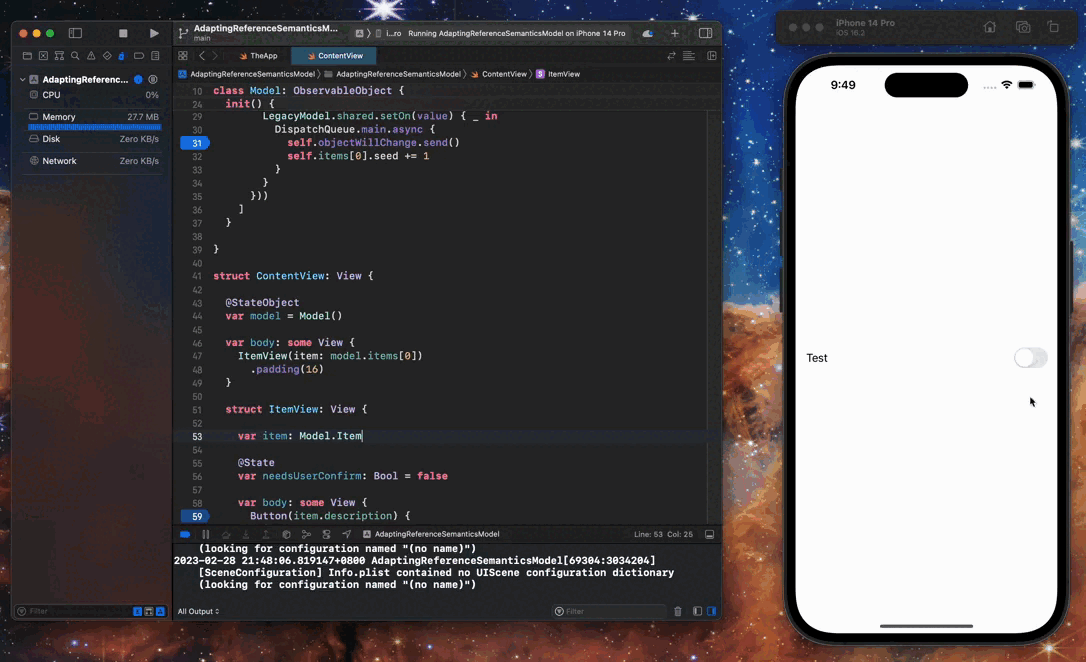 AdaptingReferenceSemanticsM...
main
i...ro Running AdaptingReferenceSemanticsModel on iPhone 14 Pro
TheApp
ContentView
AdaptingReferenceSemanticsModel
AdaptingReferenceSemanticsModel
ContentView
ItemView
AdaptingReferenc...
CPU 0%
Memory 27.7 MB
Disk Zero KB/s
Network Zero KB/s
Filter
10 class Model: ObservableObject {
24 init() {
29 LegacyModel.shared.setOn(value) { _ in
30 DispatchQueue.main.async {
31 self.objectWillChange.send()
32 self.items[0].seed += 1
33 }
34 }
35 }))
36 ]
37 }
38
39 }
40
41 struct ContentView: View {
42
43 @StateObject
44 var model = Model()
45
46 var body: some View {
47 ItemView(item: model.items[0])
48 .padding(16)
49 }
50
51 struct ItemView: View {
52
53 var item: Model.Item
54
55 @State
56 var needsUserConfirm: Bool = false
57
58 var body: some View {
59 Button(item.description) {
AdaptingReferenceSemanticsModel
Line: 53 Col: 25
(looking for configuration named "(no name)")
2023-02-28 21:48:06.819147+0800 AdaptingReferenceSemanticsModel[69304:3034204]
[SceneConfiguration] Info.plist contained no UIScene configuration dictionary
(looking for configuration named "(no name)")
All Output
Filter
iPhone 14 Pro
iOS 16.2
9:49
Test